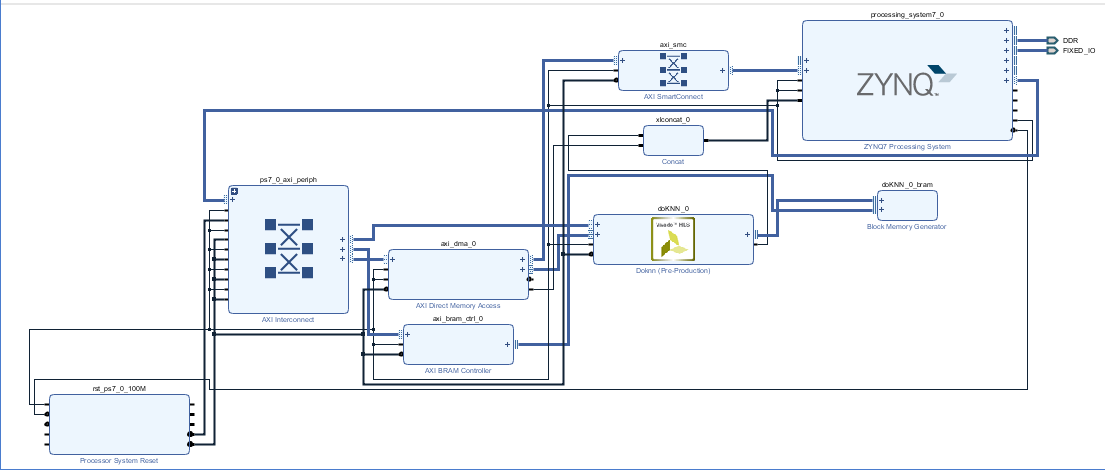 processing_system7_0
DDR
FIXED_IO
ZYNQ
ZYNQ7 Processing System
axi_smc
AXI SmartConnect
xlconcat_0
Concat
ps7_0_axi_periph
AXI Interconnect
doKNN_0_bram
Block Memory Generator
doKNN_0
Vivado™ HLS
Doknn (Pre-Production)
axi_dma_0
AXI Direct Memory Access
axi_bram_ctrl_0
AXI BRAM Controller
rst_ps7_0_100M
Processor System Reset